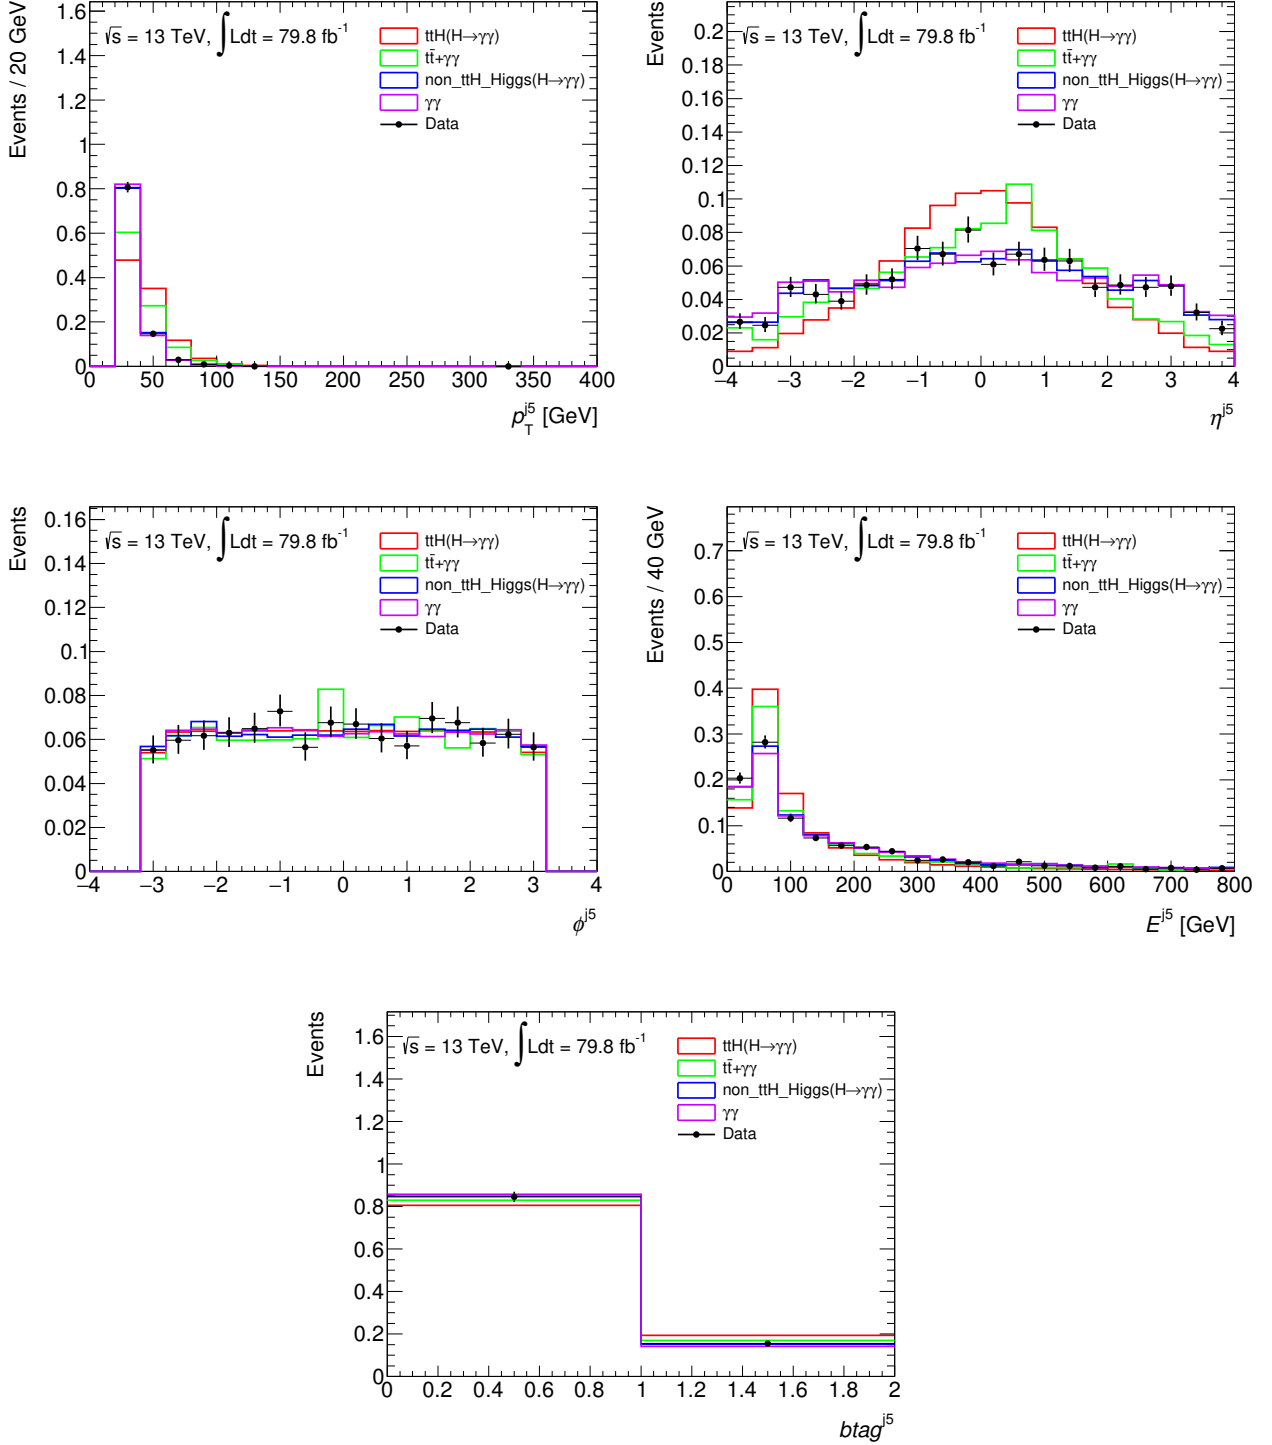 Events / 20 GeV
√s = 13 TeV, ∫Ldt = 79.8 fb⁻¹
ttH(H→γγ)
tt̄+γγ
non_ttH_Higgs(H→γγ)
γγ
Data
1.6
1.4
1.2
1
0.8
0.6
0.4
0.2
0
0 50 100 150 200 250 300 350 400
p_T^j5 [GeV]
Events
√s = 13 TeV, ∫Ldt = 79.8 fb⁻¹
ttH(H→γγ)
tt̄+γγ
non_ttH_Higgs(H→γγ)
γγ
Data
0.2
0.18
0.16
0.14
0.12
0.1
0.08
0.06
0.04
0.02
0
−4 −3 −2 −1 0 1 2 3 4
η^j5
Events
√s = 13 TeV, ∫Ldt = 79.8 fb⁻¹
ttH(H→γγ)
tt̄+γγ
non_ttH_Higgs(H→γγ)
γγ
Data
0.16
0.14
0.12
0.1
0.08
0.06
0.04
0.02
0
−4 −3 −2 −1 0 1 2 3 4
ϕ^j5
Events / 40 GeV
√s = 13 TeV, ∫Ldt = 79.8 fb⁻¹
ttH(H→γγ)
tt̄+γγ
non_ttH_Higgs(H→γγ)
γγ
Data
0.7
0.6
0.5
0.4
0.3
0.2
0.1
0
0 100 200 300 400 500 600 700 800
E^j5 [GeV]
Events
√s = 13 TeV, ∫Ldt = 79.8 fb⁻¹
ttH(H→γγ)
tt̄+γγ
non_ttH_Higgs(H→γγ)
γγ
Data
1.6
1.4
1.2
1
0.8
0.6
0.4
0.2
0
0 0.2 0.4 0.6 0.8 1 1.2 1.4 1.6 1.8 2
btag^j5